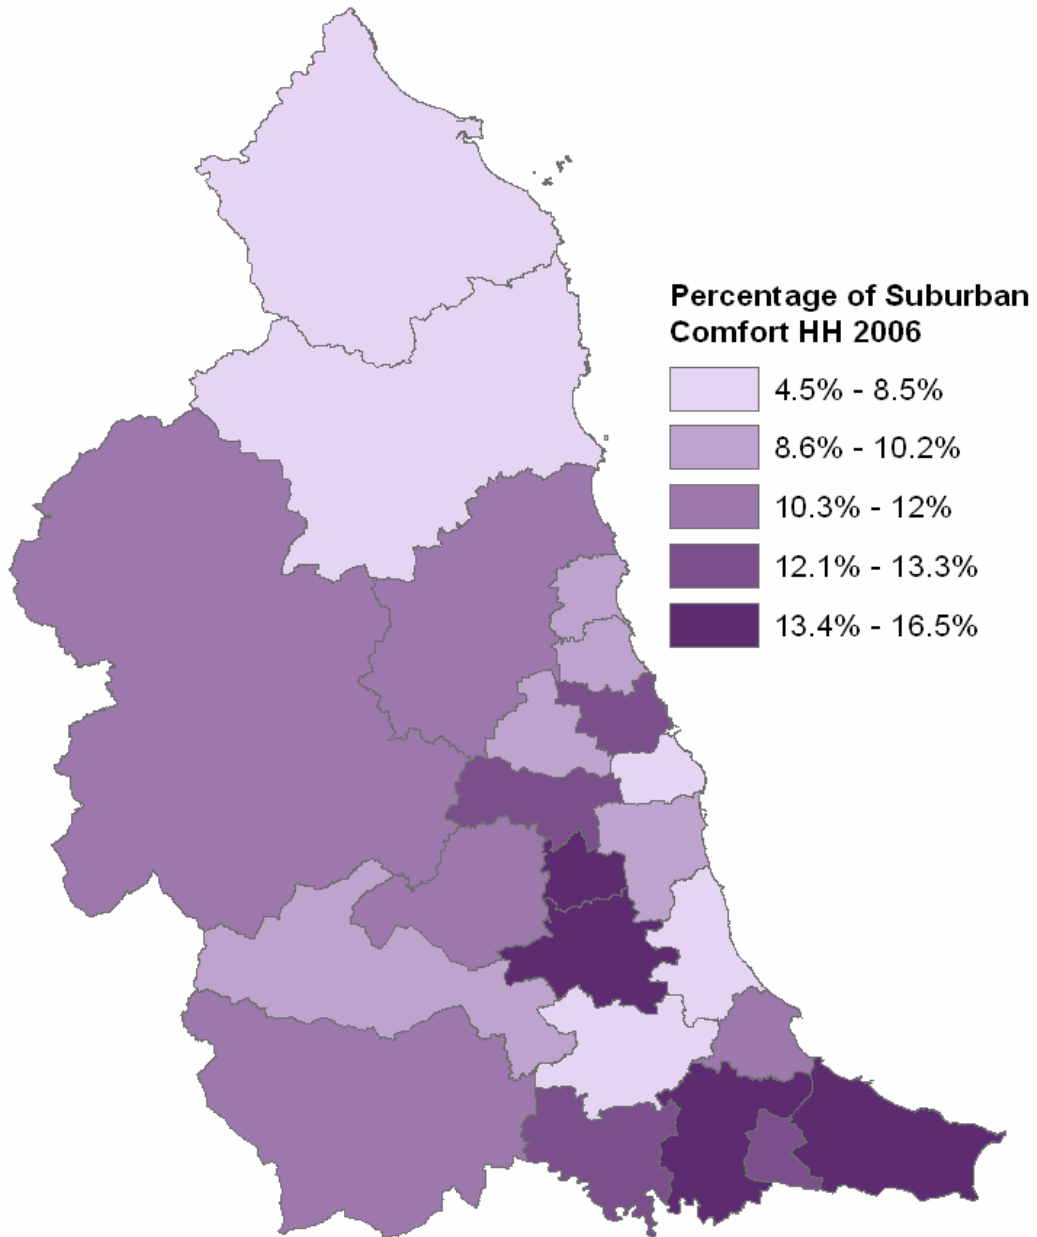 Percentage of Suburban
Comfort HH 2006
4.5% - 8.5%
8.6% - 10.2%
10.3% - 12%
12.1% - 13.3%
13.4% - 16.5%